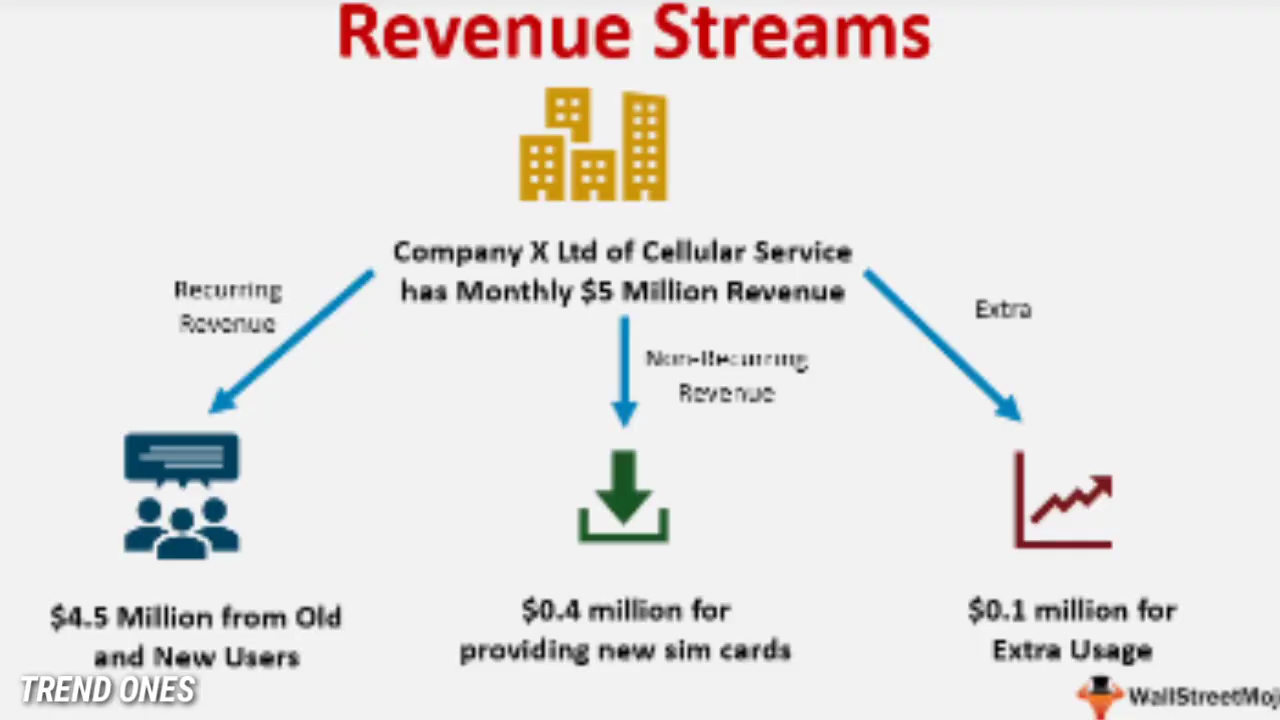 Revenue Streams
Company X Ltd of Cellular Service
has Monthly $5 Million Revenue
Recurring
Revenue
Non-Recurring
Revenue
Extra
$4.5 Million from Old
and New Users
$0.4 million for
providing new sim cards
$0.1 million for
Extra Usage
TREND ONES
WallStreetMoj